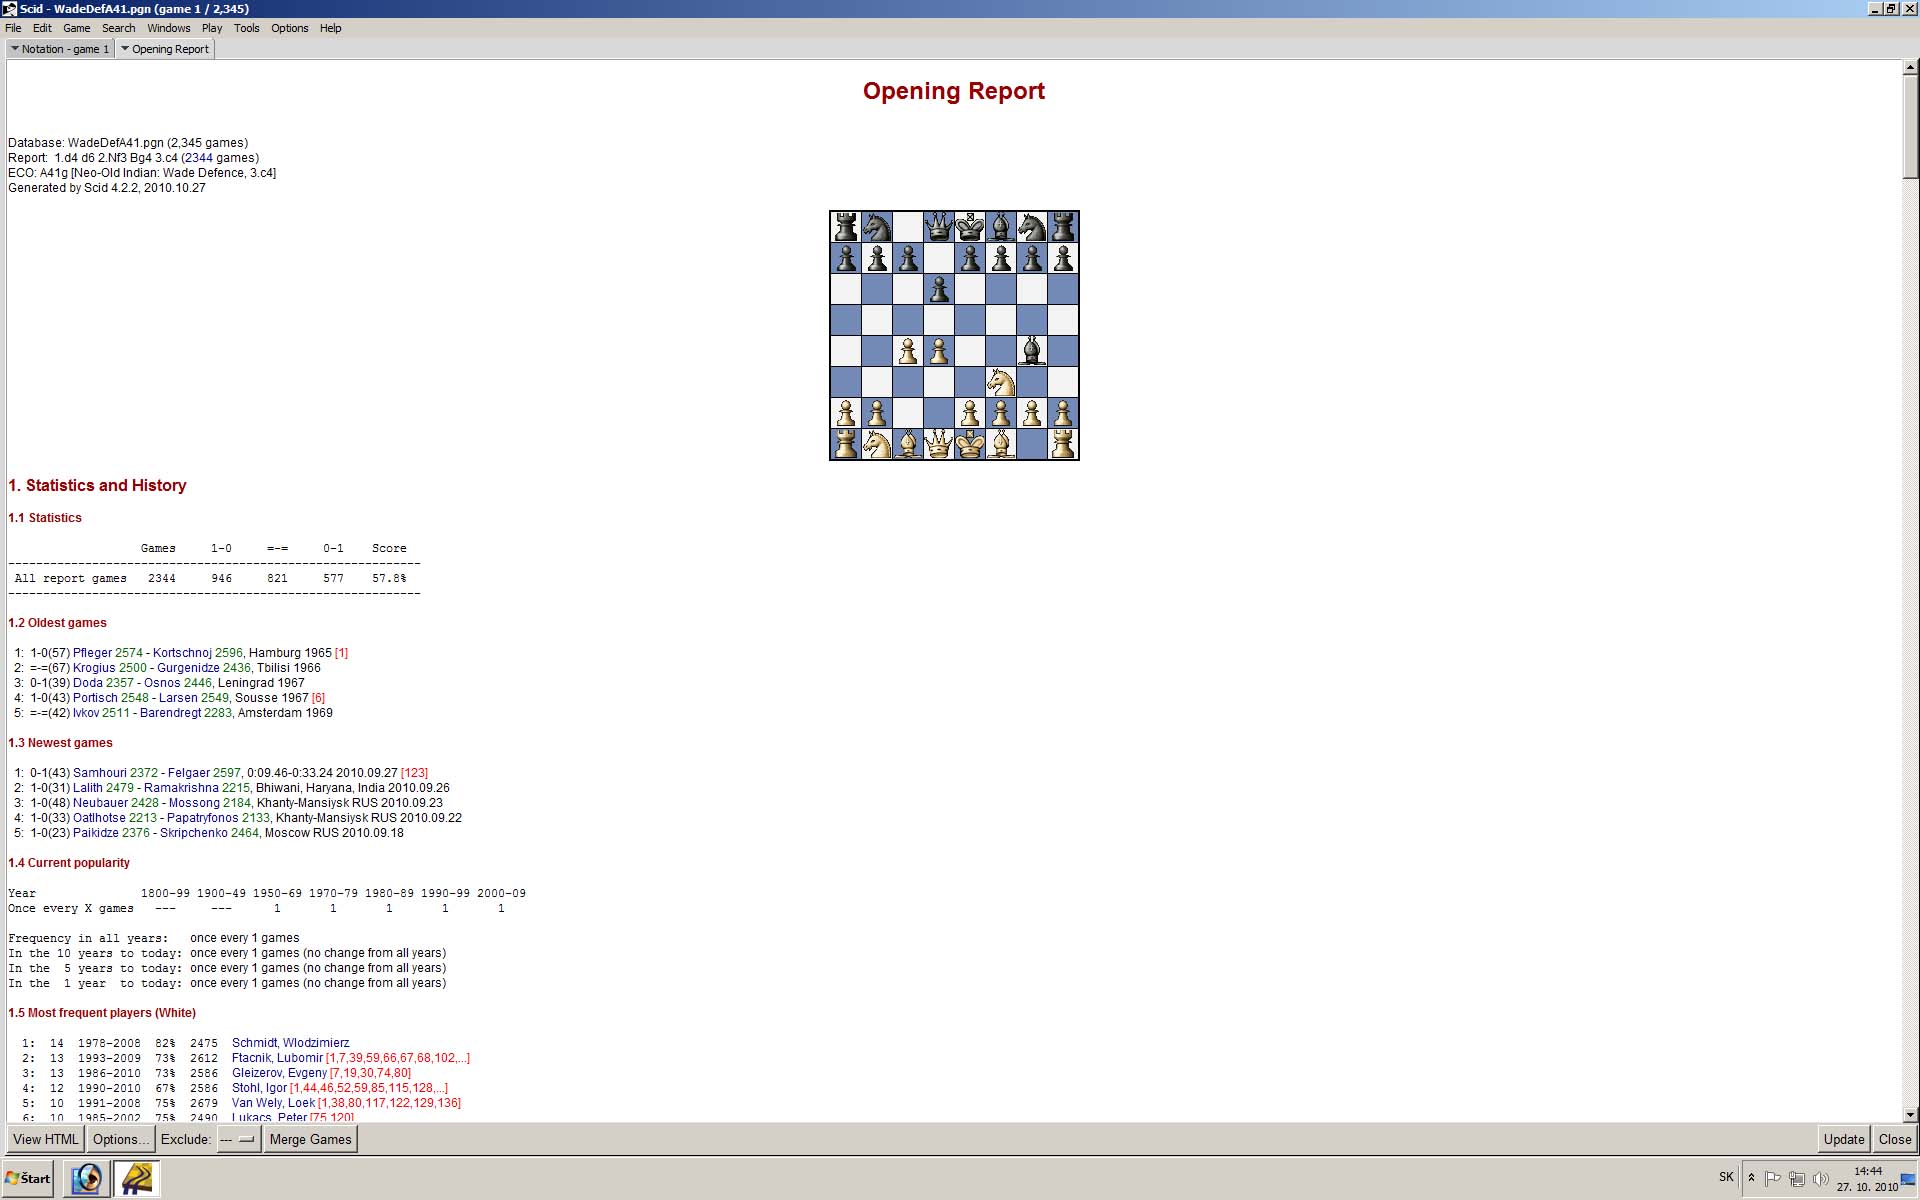 Scid - WadeDefA41.pgn (game 1 / 2,345)
File Edit Game Search Windows Play Tools Options Help
Notation - game 1 Opening Report
Opening Report
Database: WadeDefA41.pgn (2,345 games)
Report: 1.d4 d6 2.Nf3 Bg4 3.c4 (2344 games)
ECO: A41g [Neo-Old Indian: Wade Defence, 3.c4]
Generated by Scid 4.2.2, 2010.10.27
1. Statistics and History
1.1 Statistics
Games 1-0 =-= 0-1 Score
------------------------------------------------------------
All report games 2344 946 821 577 57.8%
------------------------------------------------------------
1.2 Oldest games
1: 1-0(57) Pfleger 2574 - Kortschnoj 2596, Hamburg 1965 [1]
2: =-=(67) Krogius 2500 - Gurgenidze 2436, Tbilisi 1966
3: 0-1(39) Doda 2357 - Osnos 2446, Leningrad 1967
4: 1-0(43) Portisch 2548 - Larsen 2549, Sousse 1967 [6]
5: =-=(42) Ivkov 2511 - Barendregt 2283, Amsterdam 1969
1.3 Newest games
1: 0-1(43) Samhouri 2372 - Felgaer 2597, 0:09.46-0:33.24 2010.09.27 [123]
2: 1-0(31) Lalith 2479 - Ramakrishna 2215, Bhiwani, Haryana, India 2010.09.26
3: 1-0(48) Neubauer 2428 - Mossong 2184, Khanty-Mansiysk RUS 2010.09.23
4: 1-0(33) Oatlhotse 2213 - Papatryfonos 2133, Khanty-Mansiysk RUS 2010.09.22
5: 1-0(23) Paikidze 2376 - Skripchenko 2464, Moscow RUS 2010.09.18
1.4 Current popularity
Year 1800-99 1900-49 1950-69 1970-79 1980-89 1990-99 2000-09
Once every X games --- --- 1 1 1 1 1
Frequency in all years: once every 1 games
In the 10 years to today: once every 1 games (no change from all years)
In the 5 years to today: once every 1 games (no change from all years)
In the 1 year to today: once every 1 games (no change from all years)
1.5 Most frequent players (White)
1: 14 1978-2008 82% 2475 Schmidt, Wlodzimierz
2: 13 1993-2009 73% 2612 Ftacnik, Lubomir [1,7,39,59,66,67,68,102,...]
3: 13 1986-2010 73% 2586 Gleizerov, Evgeny [7,19,30,74,80]
4: 12 1990-2010 67% 2586 Stohl, Igor [1,44,46,52,59,85,115,128,...]
5: 10 1991-2008 75% 2679 Van Wely, Loek [1,38,80,117,122,129,136]
6: 10 1985-2002 75% 2490 Lukacs, Peter [75,120]
View HTML Options... Exclude: --- Merge Games Update Close
Štart SK 14:44
27. 10. 2010